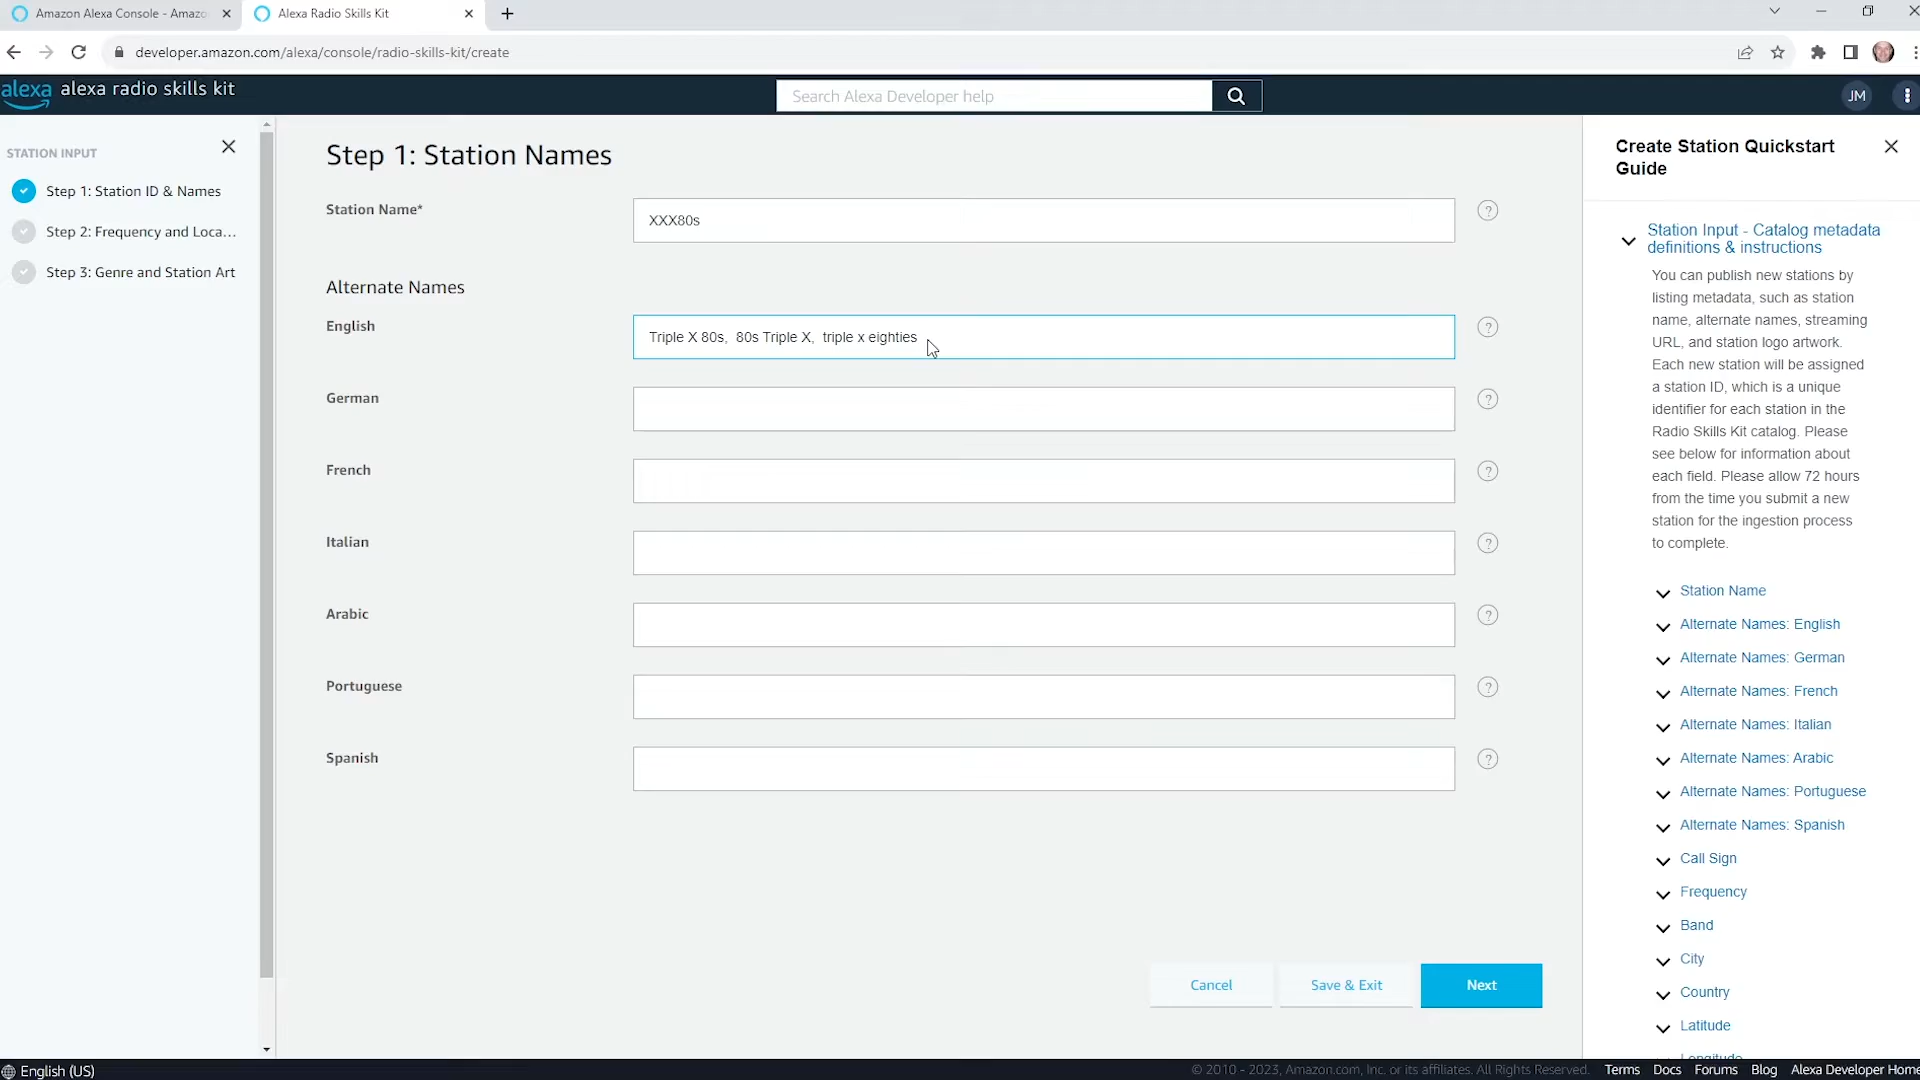 Amazon Alexa Console - Amazo
Alexa Radio Skills Kit
developer.amazon.com/alexa/console/radio-skills-kit/create
alexa
alexa radio skills kit
Search Alexa Developer help
JM
STATION INPUT
Step 1: Station ID & Names
Step 2: Frequency and Loca...
Step 3: Genre and Station Art
Step 1: Station Names
Station Name*
XXX80s
?
Alternate Names
English
Triple X 80s,  80s Triple X,  triple x eighties
?
German
?
French
?
Italian
?
Arabic
?
Portuguese
?
Spanish
?
Cancel
Save & Exit
Next
Create Station Quickstart
Guide
Station Input - Catalog metadata
definitions & instructions
You can publish new stations by
listing metadata, such as station
name, alternate names, streaming
URL, and station logo artwork.
Each new station will be assigned
a station ID, which is a unique
identifier for each station in the
Radio Skills Kit catalog. Please
see below for information about
each field. Please allow 72 hours
from the time you submit a new
station for the ingestion process
to complete.
Station Name
Alternate Names: English
Alternate Names: German
Alternate Names: French
Alternate Names: Italian
Alternate Names: Arabic
Alternate Names: Portuguese
Alternate Names: Spanish
Call Sign
Frequency
Band
City
Country
Latitude
Longitude
English (US)
© 2010 - 2023, Amazon.com, Inc. or its affiliates. All Rights Reserved.
Terms
Docs
Forums
Blog
Alexa Developer Home